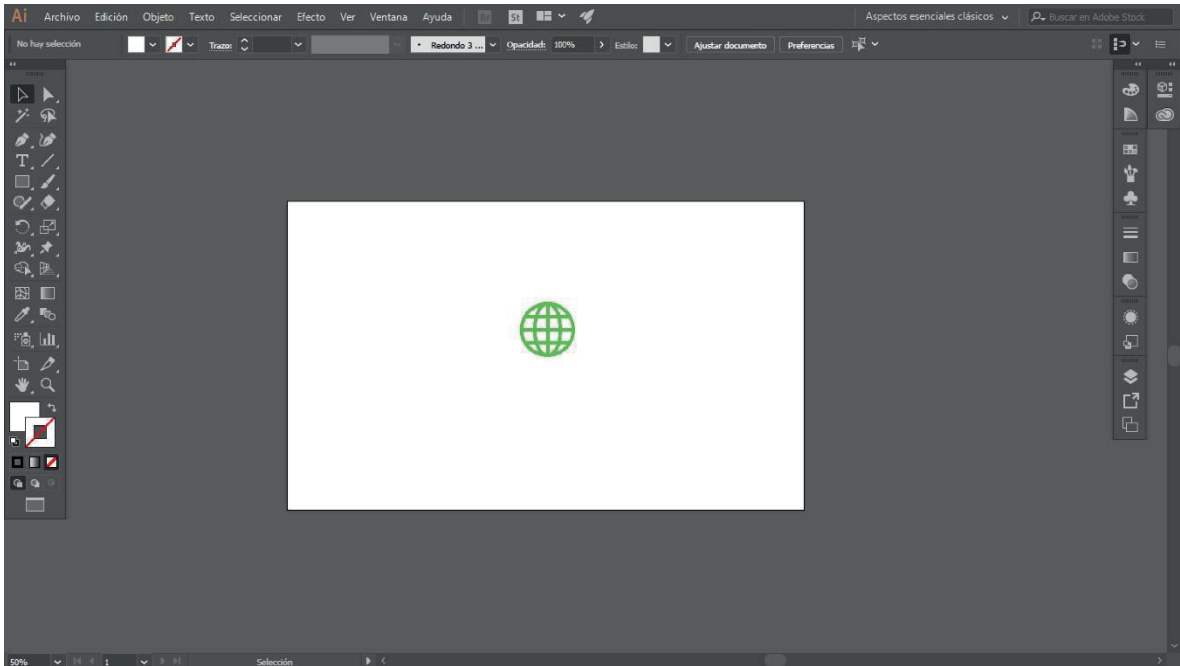 Ai Archivo Edición Objeto Texto Seleccionar Efecto Ver Ventana Ayuda Br St Aspectos esenciales clásicos Buscar en Adobe Stock
No hay selección Trazo: Redondo 3 ... Opacidad: 100% Estilo: Ajustar documento Preferencias
50% 1 Selección